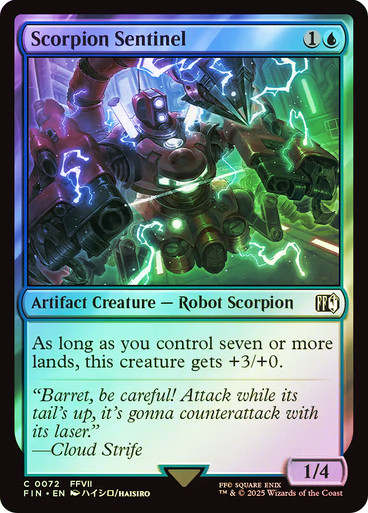 Scorpion Sentinel 1
Artifact Creature — Robot Scorpion
As long as you control seven or more
lands, this creature gets +3/+0.
“Barret, be careful! Attack while its
tail’s up, it’s gonna counterattack with
its laser.”
—Cloud Strife
1/4
C 0072 FFVII
FIN • EN ハイシロ/HAISIRO
FF© SQUARE ENIX
™ & © 2025 Wizards of the Coast